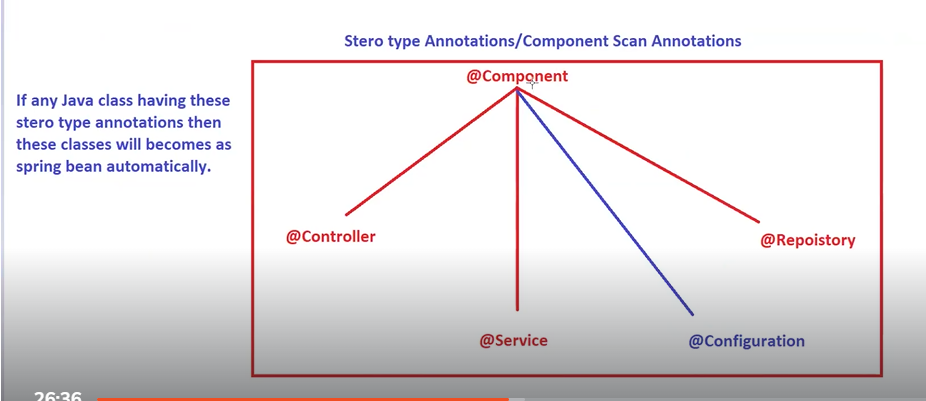 Stero type Annotations/Component Scan Annotations
@Component
If any Java class having these
stero type annotations then
these classes will becomes as
spring bean automatically.
@Controller
@Repoistory
@Service
@Configuration
26:36